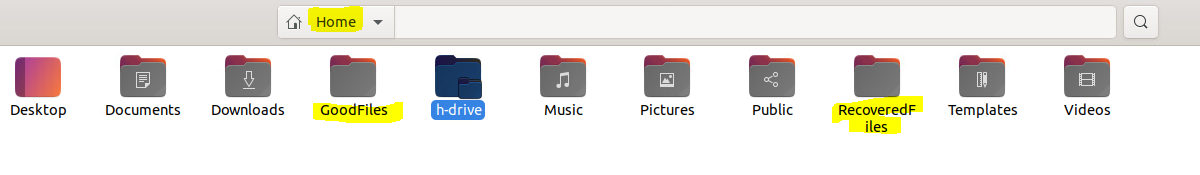 Home
Desktop
Documents
Downloads
GoodFiles
h-drive
Music
Pictures
Public
RecoveredF
iles
Templates
Videos